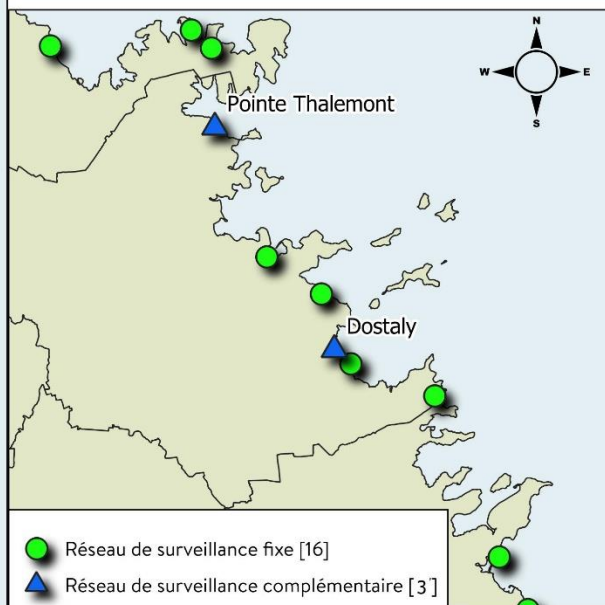 N
W E
S
Pointe Thalemont
Dostaly
Réseau de surveillance fixe [16]
Réseau de surveillance complémentaire [3]